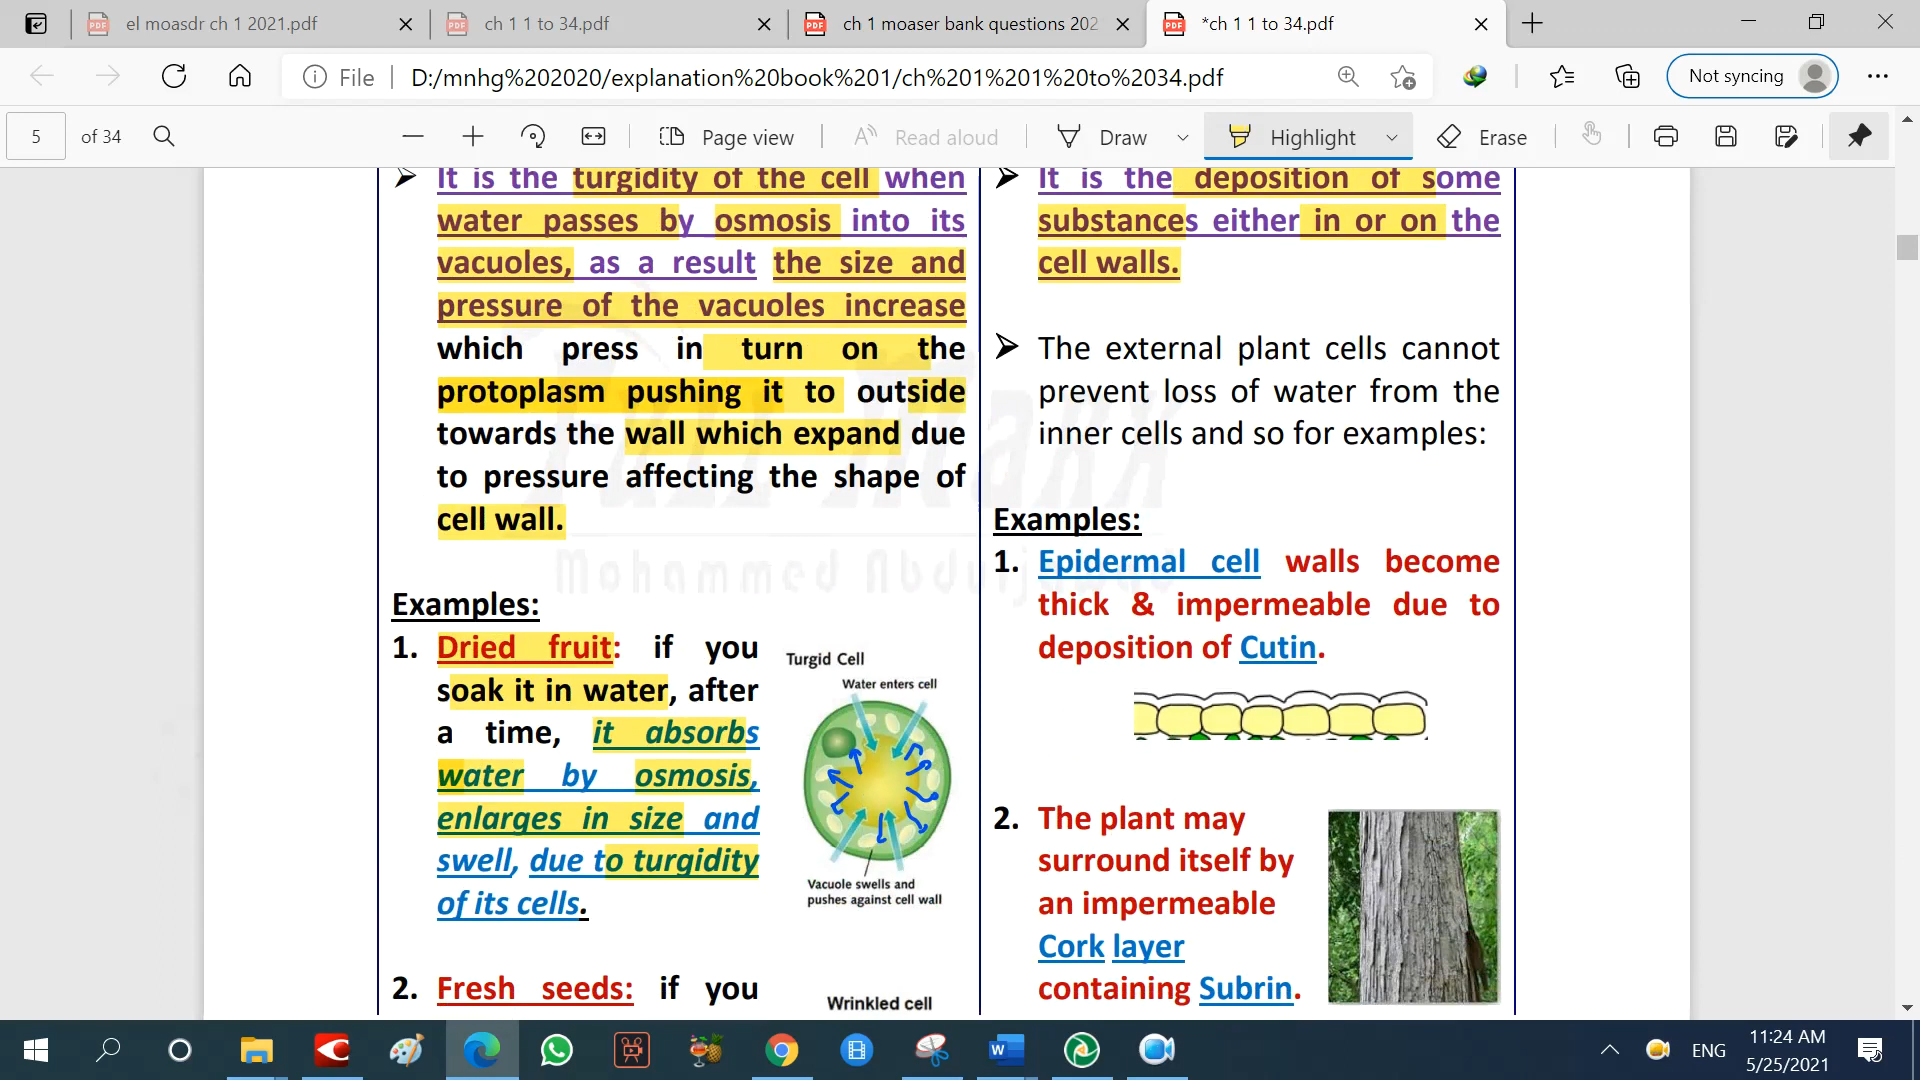 el moasdr ch 1 2021.pdf
ch 1 1 to 34.pdf
ch 1 moaser bank questions 202
*ch 1 1 to 34.pdf
File
D:/mnhg%202020/explanation%20book%201/ch%201%201%20to%2034.pdf
Not syncing
5
of 34
Page view
Read aloud
Draw
Highlight
Erase
It is the turgidity of the cell when
water passes by osmosis into its
vacuoles, as a result the size and
pressure of the vacuoles increase
which press in turn on the
protoplasm pushing it to outside
towards the wall which expand due
to pressure affecting the shape of
cell wall.
Examples:
1. Dried fruit: if you
soak it in water, after
a time, it absorbs
water by osmosis,
enlarges in size and
swell, due to turgidity
of its cells.
Turgid Cell
Water enters cell
Vacuole swells and
pushes against cell wall
2. Fresh seeds: if you
Wrinkled cell
It is the deposition of some
substances either in or on the
cell walls.
The external plant cells cannot
prevent loss of water from the
inner cells and so for examples:
Examples:
1. Epidermal cell walls become
thick & impermeable due to
deposition of Cutin.
2. The plant may
surround itself by
an impermeable
Cork layer
containing Subrin.
Mohammed
ENG
11:24 AM
5/25/2021